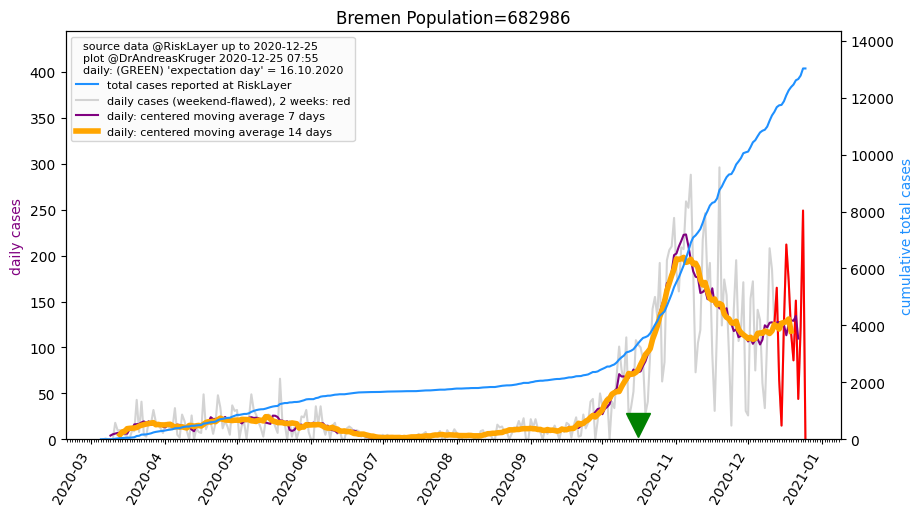 Bremen Population=682986
source data @RiskLayer up to 2020-12-25
plot @DrAndreasKruger 2020-12-25 07:55
daily: (GREEN) 'expectation day' = 16.10.2020
total cases reported at RiskLayer
daily cases (weekend-flawed), 2 weeks: red
daily: centered moving average 7 days
daily: centered moving average 14 days
daily cases
400
350
300
250
200
150
100
50
0
cumulative total cases
14000
12000
10000
8000
6000
4000
2000
0
2020-03
2020-04
2020-05
2020-06
2020-07
2020-08
2020-09
2020-10
2020-11
2020-12
2021-01